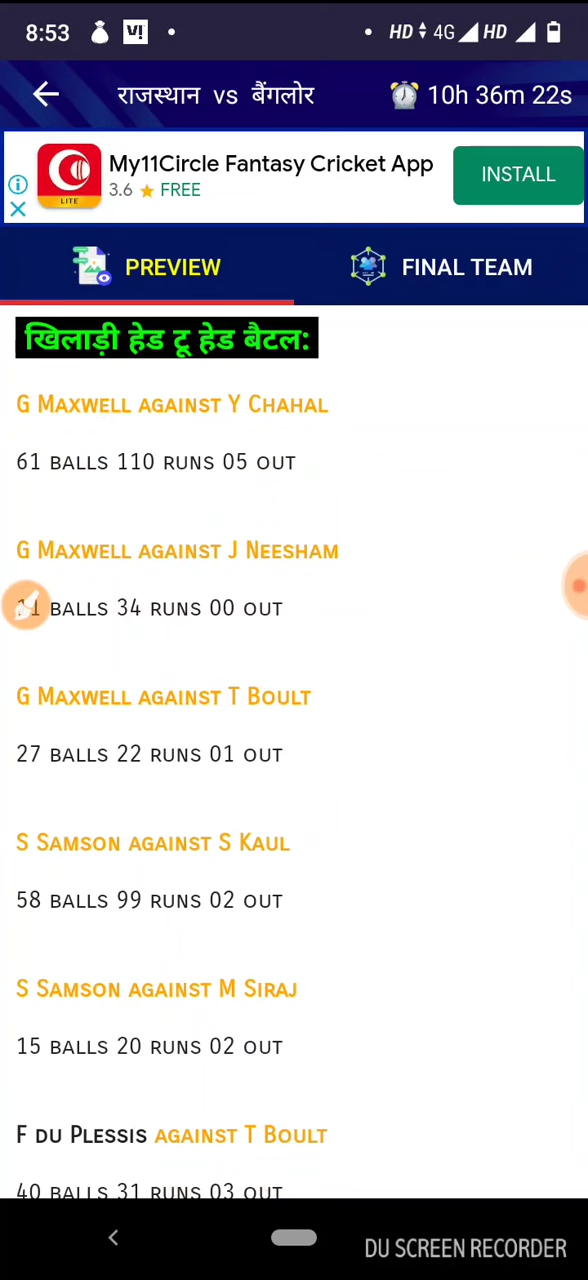 8:53 V! HD 4G HD
राजस्थान vs बैंगलोर 10h 36m 22s
My11Circle Fantasy Cricket App
3.6 ★ FREE
INSTALL
LITE
PREVIEW FINAL TEAM
खिलाड़ी हेड टू हेड बैटल:
G MAXWELL AGAINST Y CHAHAL
61 BALLS 110 RUNS 05 OUT
G MAXWELL AGAINST J NEESHAM
11 BALLS 34 RUNS 00 OUT
G MAXWELL AGAINST T BOULT
27 BALLS 22 RUNS 01 OUT
S SAMSON AGAINST S KAUL
58 BALLS 99 RUNS 02 OUT
S SAMSON AGAINST M SIRAJ
15 BALLS 20 RUNS 02 OUT
F DU PLESSIS AGAINST T BOULT
40 BALLS 31 RUNS 03 OUT
DU SCREEN RECORDER